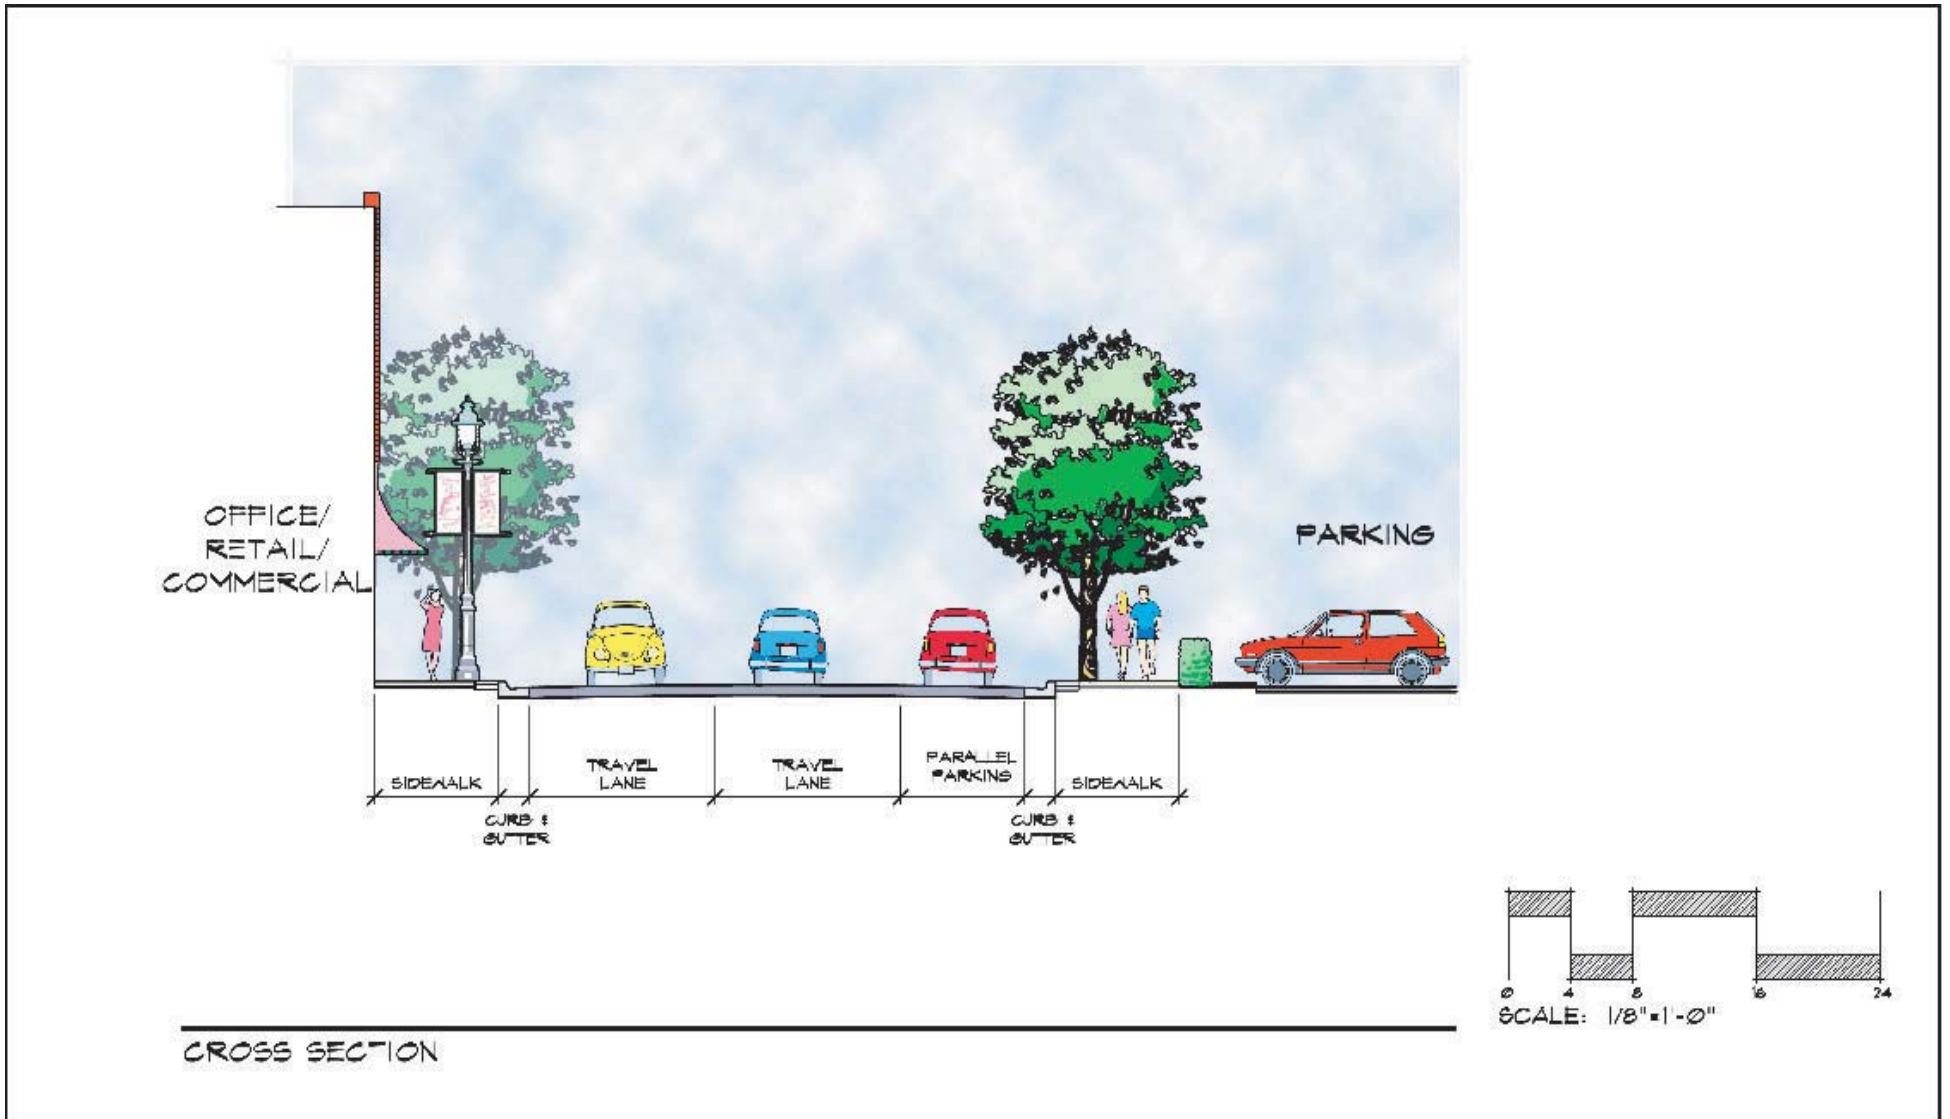 OFFICE/
RETAIL/
COMMERCIAL
PARKING
SIDEWALK
TRAVEL
LANE
TRAVEL
LANE
PARALLEL
PARKING
SIDEWALK
CURB &
GUTTER
CURB &
GUTTER
0 4 8 16 24
SCALE: 1/8"=1'-0"
CROSS SECTION